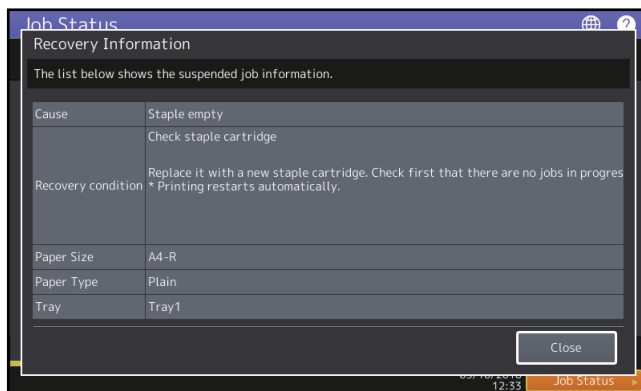 Job Status
Recovery Information
The list below shows the suspended job information.
Cause Staple empty
Check staple cartridge
Recovery condition Replace it with a new staple cartridge. Check first that there are no jobs in progres
* Printing restarts automatically.
Paper Size A4-R
Paper Type Plain
Tray Tray1
Close
12:33 Job Status